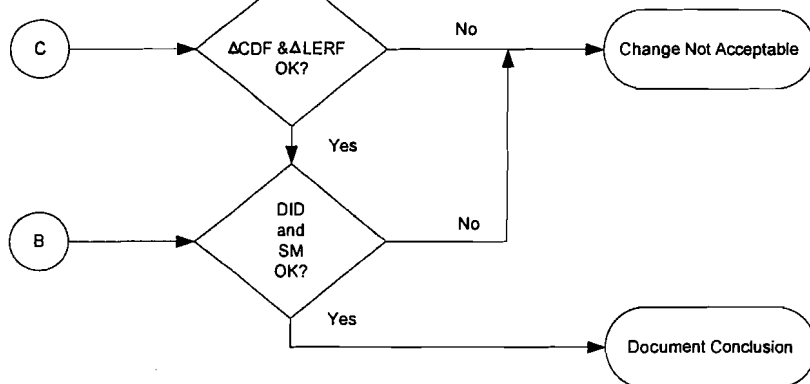 C
ΔCDF &ΔLERF
OK?
No
Change Not Acceptable
Yes
B
DID
and
SM
OK?
No
Yes
Document Conclusion